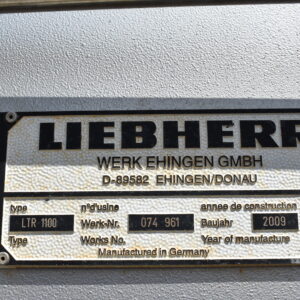 LIEBHERR
WERK EHINGEN GMBH
D-89582 EHINGEN/DONAU
type n°d'usine annee de construction
LTR 1100 Werk-Nr. 074 961 Baujahr 2009
Type Works No. Year of manufacture
Manufactured in Germany